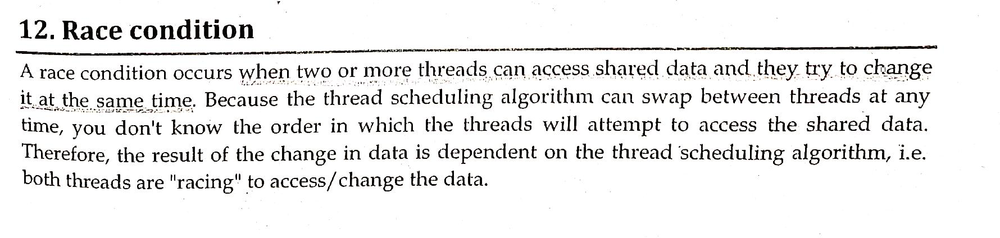 12. Race condition
A race condition occurs when two or more threads can access shared data and they try to change
it at the same time. Because the thread scheduling algorithm can swap between threads at any
time, you don't know the order in which the threads will attempt to access the shared data.
Therefore, the result of the change in data is dependent on the thread scheduling algorithm, i.e.
both threads are "racing" to access/change the data.